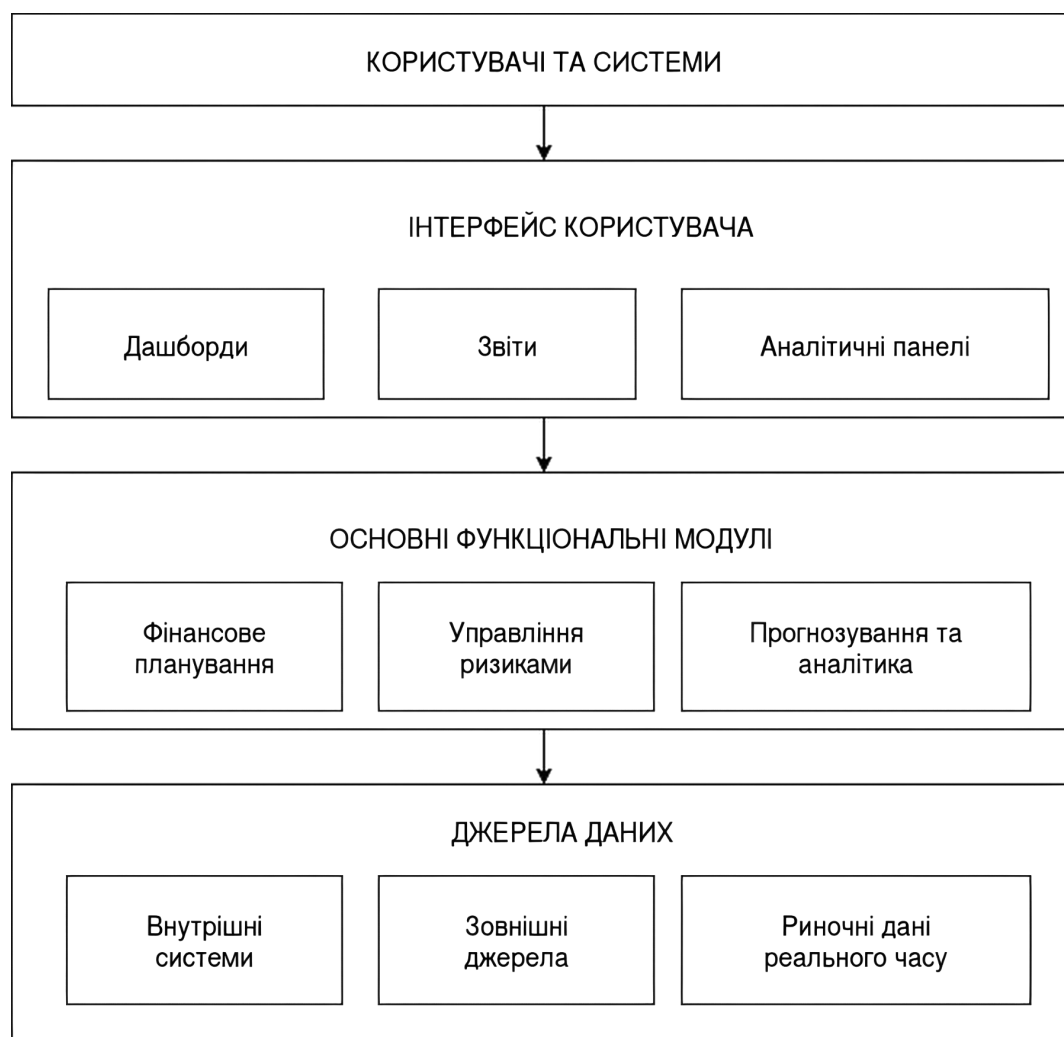 КОРИСТУВАЧІ ТА СИСТЕМИ
ІНТЕРФЕЙС КОРИСТУВАЧА
Дашборди
Звіти
Аналітичні панелі
ОСНОВНІ ФУНКЦІОНАЛЬНІ МОДУЛІ
Фінансове
планування
Управління
ризиками
Прогнозування та
аналітика
ДЖЕРЕЛА ДАНИХ
Внутрішні
системи
Зовнішні
джерела
Риночні дані
реального часу